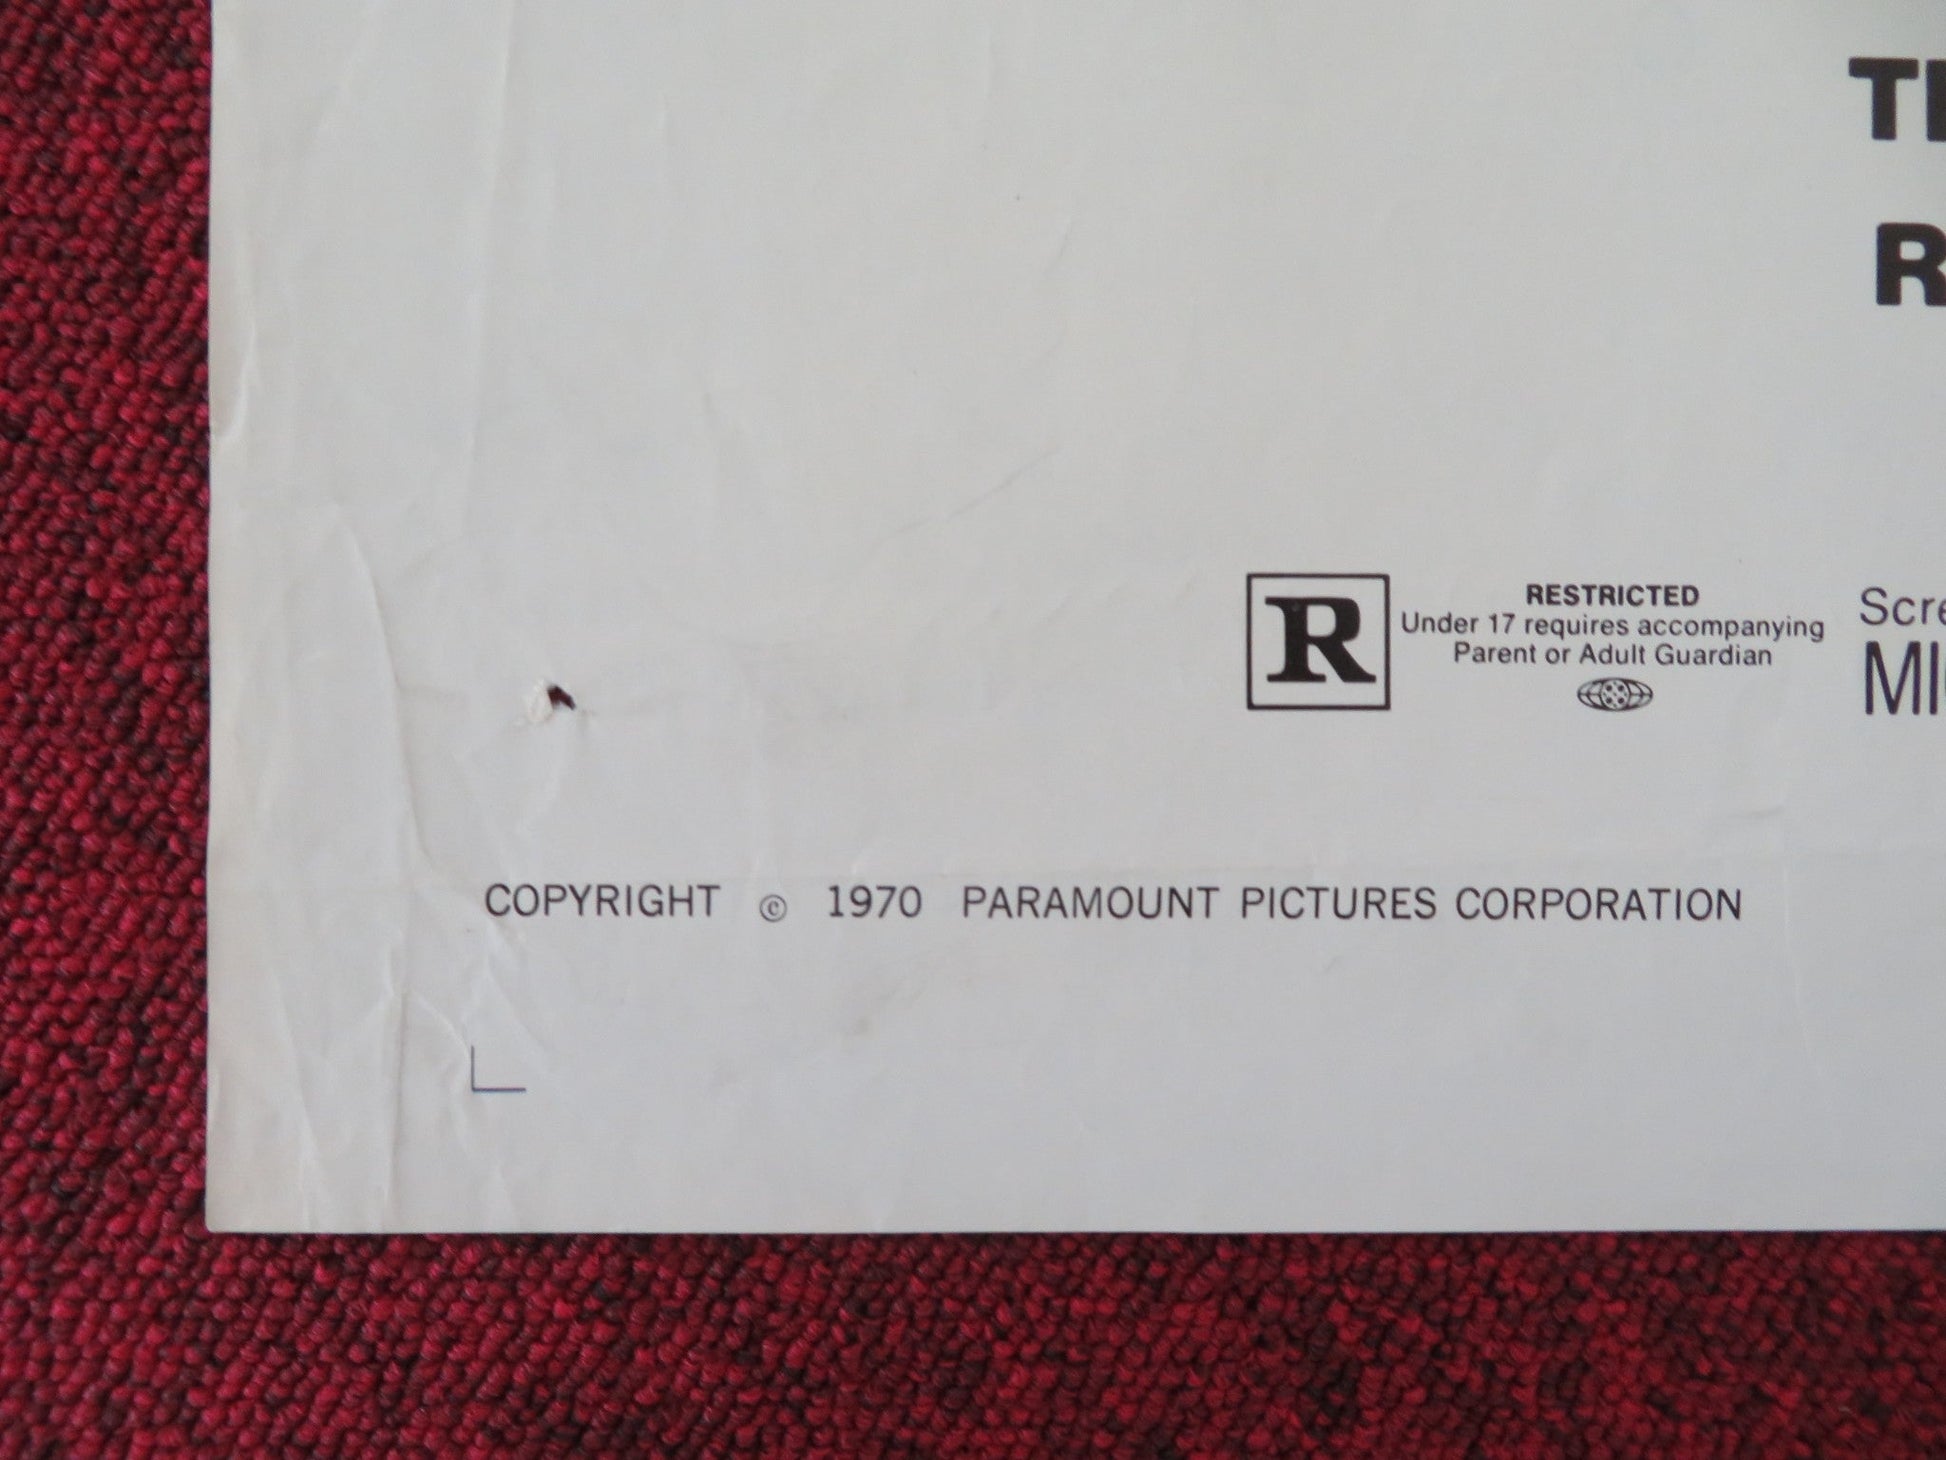 R
RESTRICTED
Under 17 requires accompanying
Parent or Adult Guardian
COPYRIGHT © 1970 PARAMOUNT PICTURES CORPORATION